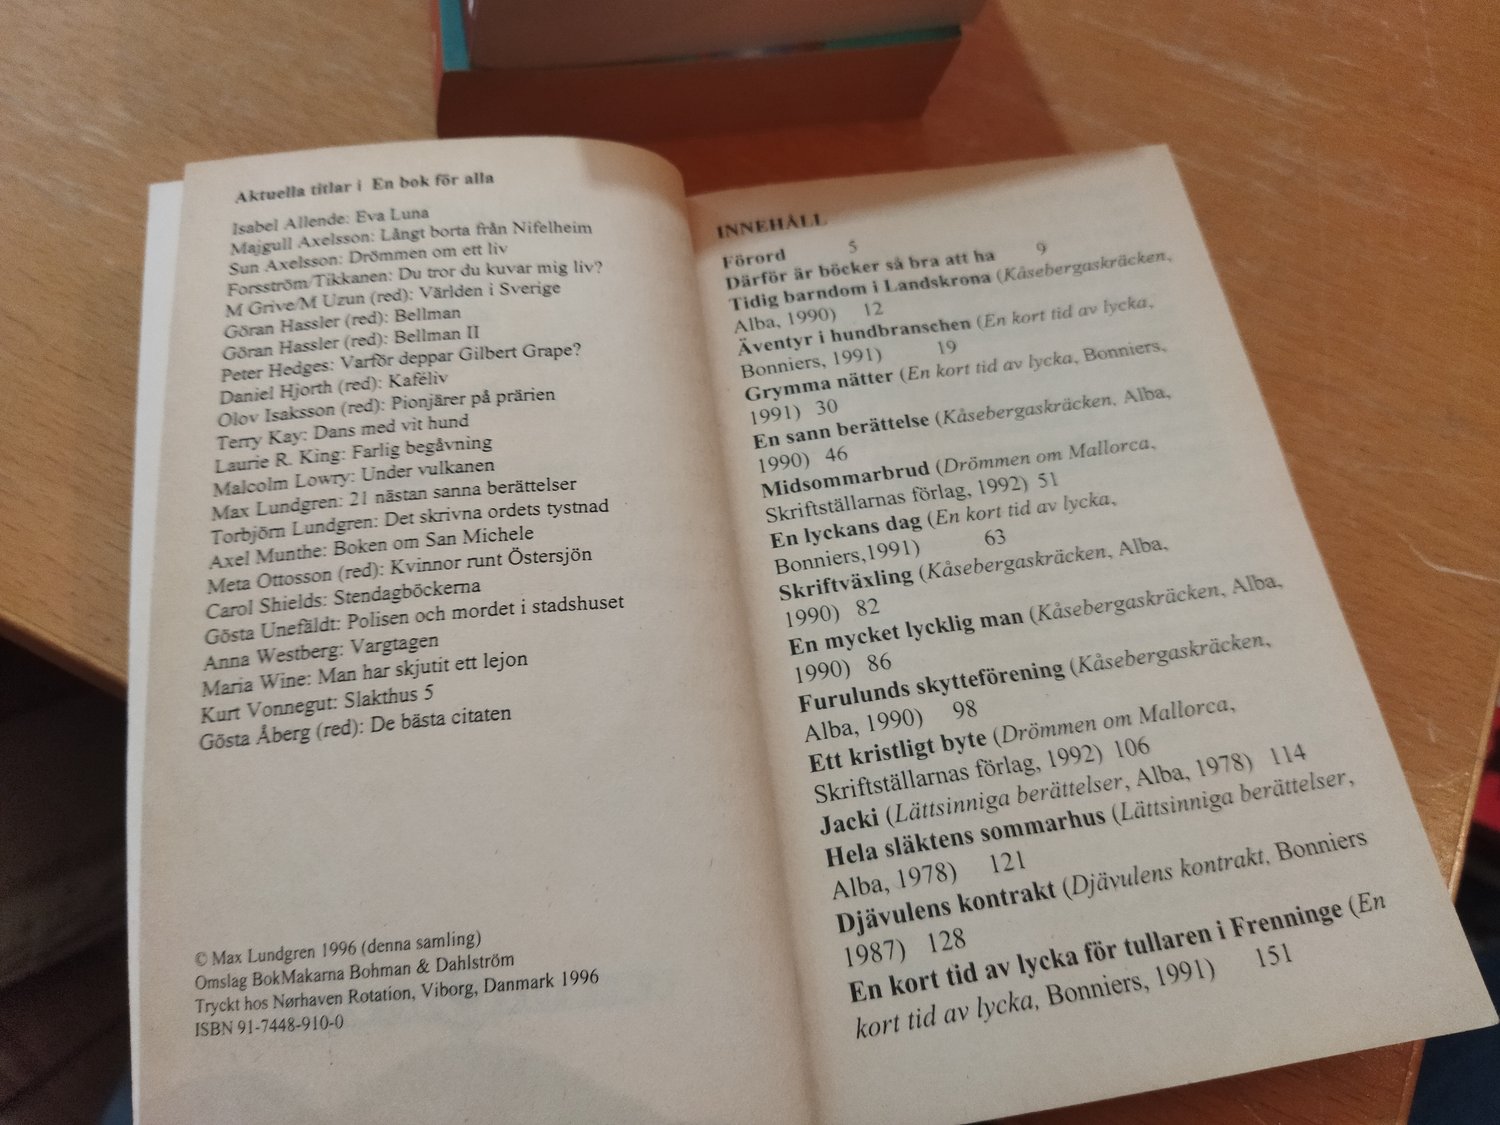 Aktuella titlar i En bok för alla
Isabel Allende: Eva Luna
Majgull Axelsson: Långt borta från Nifelheim
Sun Axelsson: Drömmen om ett liv
Forsström/Tikkanen: Du tror du kuvar mig liv?
M Grive/M Uzun (red): Världen i Sverige
Göran Hassler (red): Bellman
Göran Hassler (red): Bellman II
Peter Hedges: Varför deppar Gilbert Grape?
Daniel Hjorth (red): Kaféliv
Olov Isaksson (red): Pionjärer på prärien
Terry Kay: Dans med vit hund
Laurie R. King: Farlig begåvning
Malcolm Lowry: Under vulkanen
Max Lundgren: 21 nästan sanna berättelser
Torbjörn Lundgren: Det skrivna ordets tystnad
Axel Munthe: Boken om San Michele
Meta Ottosson (red): Kvinnor runt Östersjön
Carol Shields: Stendagböckerna
Gösta Unefäldt: Polisen och mordet i stadshuset
Anna Westberg: Vargtagen
Maria Wine: Man har skjutit ett lejon
Kurt Vonnegut: Slakthus 5
Gösta Åberg (red): De bästa citaten
© Max Lundgren 1996 (denna samling)
Omslag BokMakarna Bohman & Dahlström
Tryckt hos Nørhaven Rotation, Viborg, Danmark 1996
ISBN 91-7448-910-0
INNEHÅLL
Förord 5
Därför är böcker så bra att ha 9
Tidig barndom i Landskrona (Kåsebergaskräcken,
Alba, 1990) 12
Äventyr i hundbranschen (En kort tid av lycka,
Bonniers, 1991) 19
Grymma nätter (En kort tid av lycka, Bonniers,
1991) 30
En sann berättelse (Kåsebergaskräcken, Alba,
1990) 46
Midsommarbrud (Drömmen om Mallorca,
Skriftställarnas förlag, 1992) 51
En lyckans dag (En kort tid av lycka,
Bonniers,1991) 63
Skriftväxling (Kåsebergaskräcken, Alba,
1990) 82
En mycket lycklig man (Kåsebergaskräcken, Alba,
1990) 86
Furulunds skytteförening (Kåsebergaskräcken,
Alba, 1990) 98
Ett kristligt byte (Drömmen om Mallorca,
Skriftställarnas förlag, 1992) 106
Jacki (Lättsinniga berättelser, Alba, 1978) 114
Hela släktens sommarhus (Lättsinniga berättelser,
Alba, 1978) 121
Djävulens kontrakt (Djävulens kontrakt, Bonniers
1987) 128
En kort tid av lycka för tullaren i Frenninge (En
kort tid av lycka, Bonniers, 1991) 151